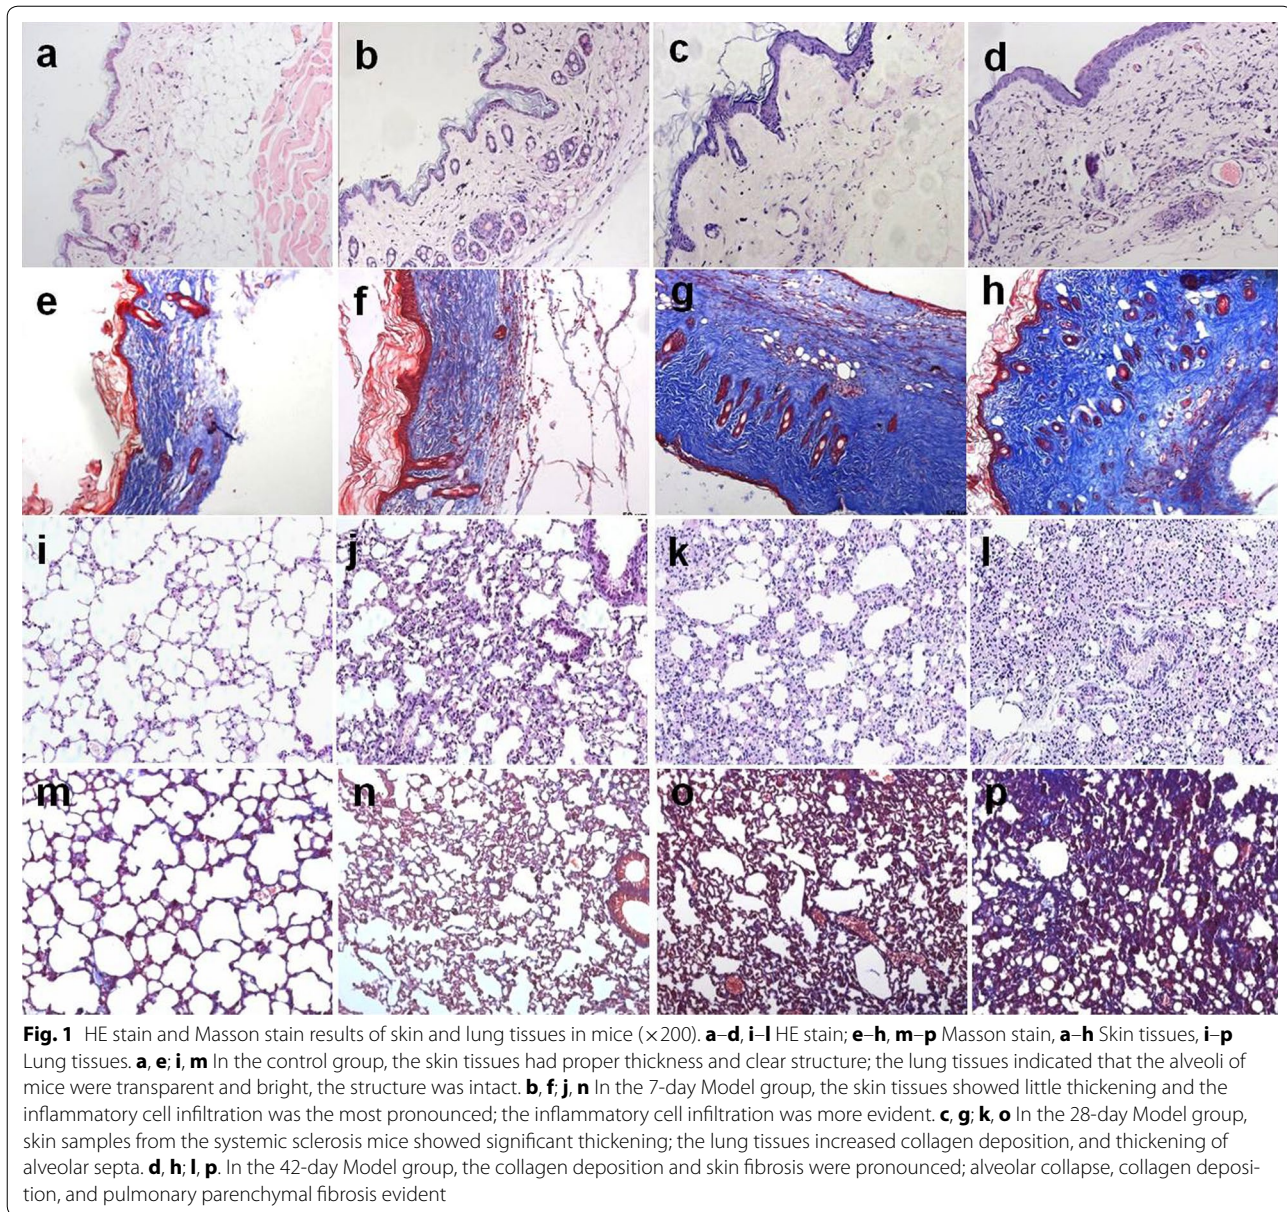 a b c d
e f g h
i j k l
m n o p
Fig. 1 HE stain and Masson stain results of skin and lung tissues in mice (×200). a–d, i–l HE stain; e–h, m–p Masson stain, a–h Skin tissues, i–p
Lung tissues. a, e; i, m In the control group, the skin tissues had proper thickness and clear structure; the lung tissues indicated that the alveoli of
mice were transparent and bright, the structure was intact. b, f; j, n In the 7-day Model group, the skin tissues showed little thickening and the
inflammatory cell infiltration was the most pronounced; the inflammatory cell infiltration was more evident. c, g; k, o In the 28-day Model group,
skin samples from the systemic sclerosis mice showed significant thickening; the lung tissues increased collagen deposition, and thickening of
alveolar septa. d, h; l, p. In the 42-day Model group, the collagen deposition and skin fibrosis were pronounced; alveolar collapse, collagen deposi-
tion, and pulmonary parenchymal fibrosis evident